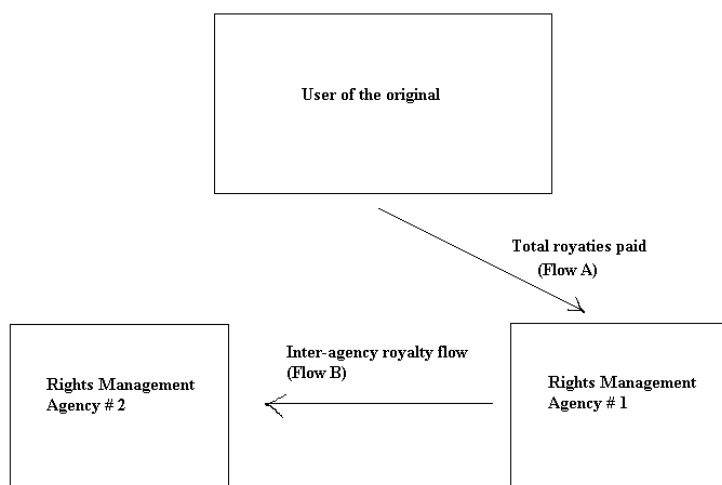 User of the original
Total royaties paid
(Flow A)
Inter-agency royalty flow
(Flow B)
Rights Management
Agency # 2
Rights Management
Agency # 1